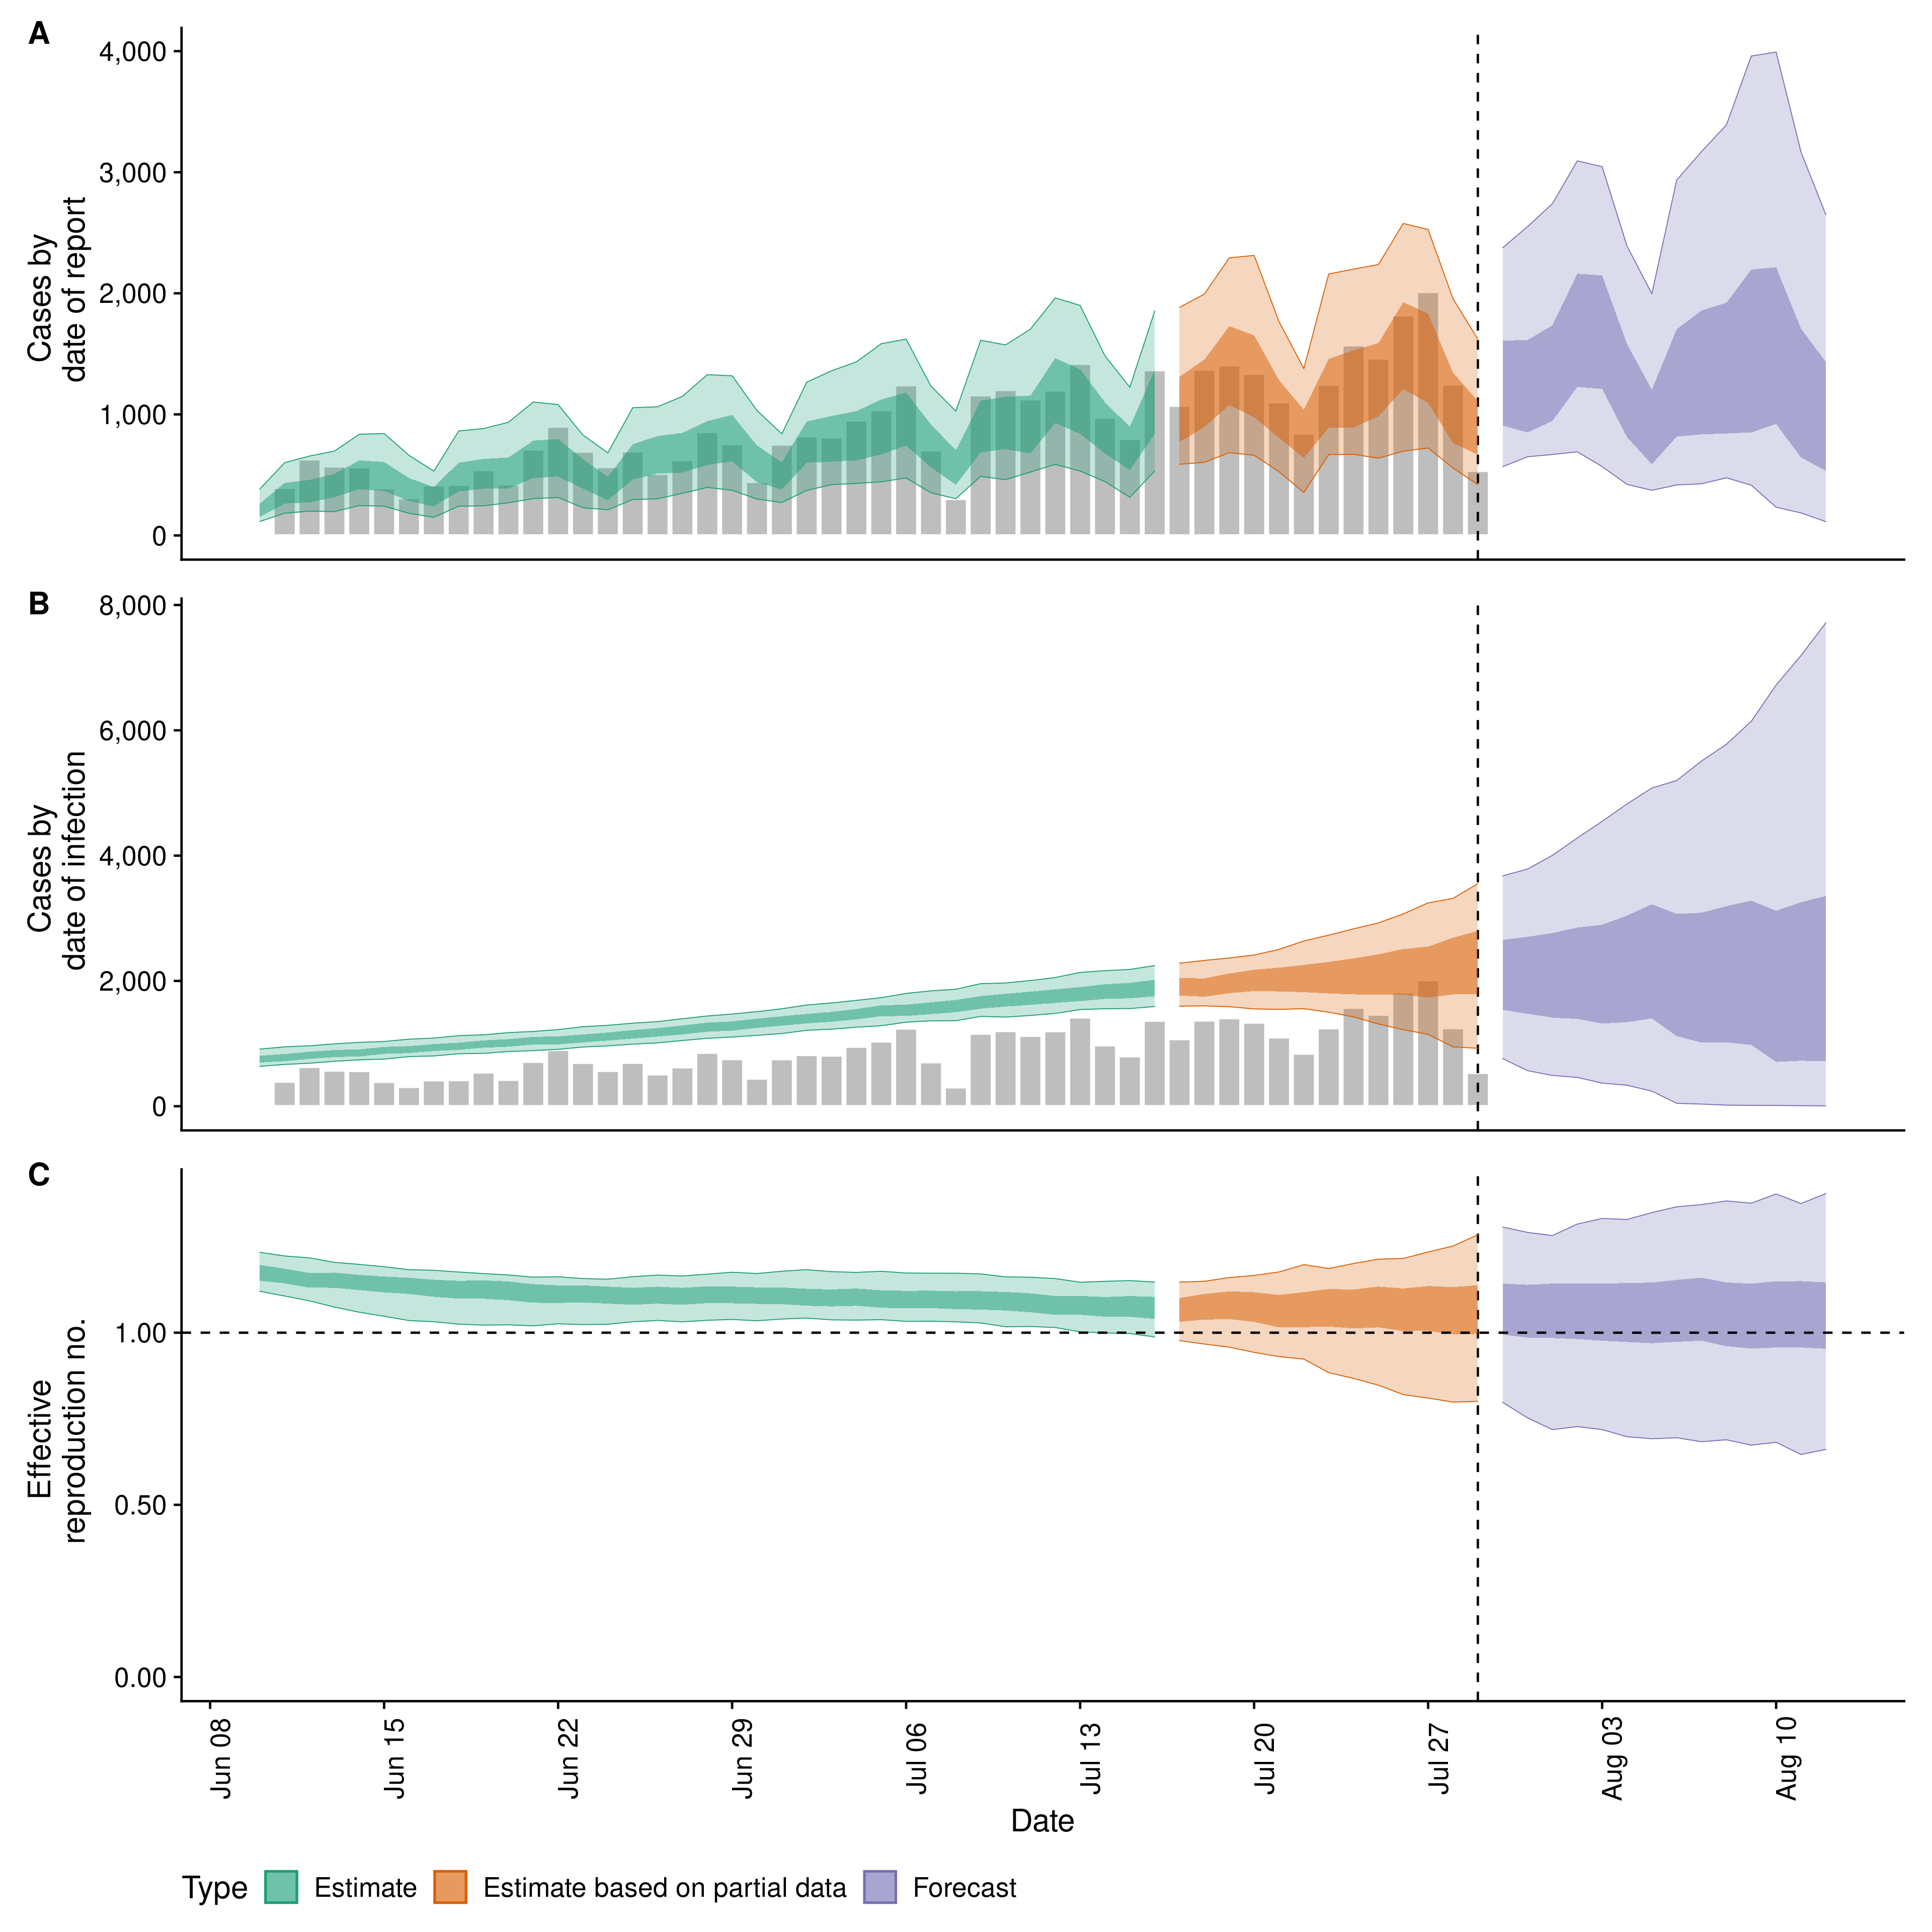 A
4,000
3,000
2,000
1,000
0
Cases by
date of report
B
8,000
6,000
4,000
2,000
0
Cases by
date of infection
C
1.00
0.50
0.00
Effective
reproduction no.
Jun 08
Jun 15
Jun 22
Jun 29
Jul 06
Jul 13
Jul 20
Jul 27
Aug 03
Aug 10
Date
Type Estimate Estimate based on partial data Forecast